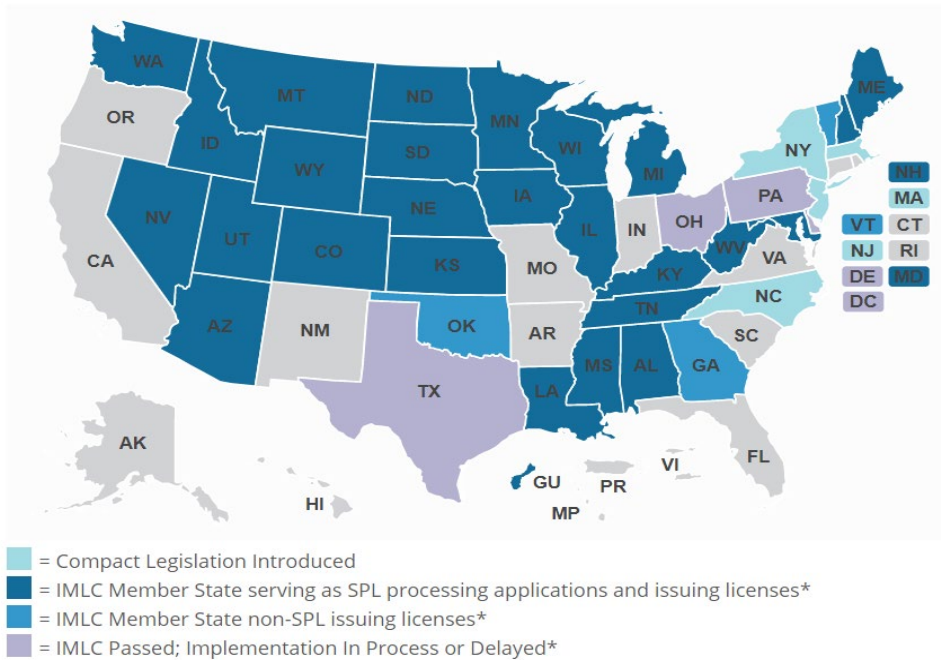 WA
MT
ND
MN
ME
OR
ID
SD
WI
NY
WY
MI
NH
IA
PA
MA
NV
NE
OH
VT
CT
UT
IL
IN
WV
NJ
RI
CO
KS
MO
KY
VA
DE
MD
CA
NC
DC
TN
AZ
NM
OK
AR
SC
MS
AL
GA
TX
LA
AK
FL
VI
GU
PR
HI
MP
= Compact Legislation Introduced
= IMLC Member State serving as SPL processing applications and issuing licenses*
= IMLC Member State non-SPL issuing licenses*
= IMLC Passed; Implementation In Process or Delayed*